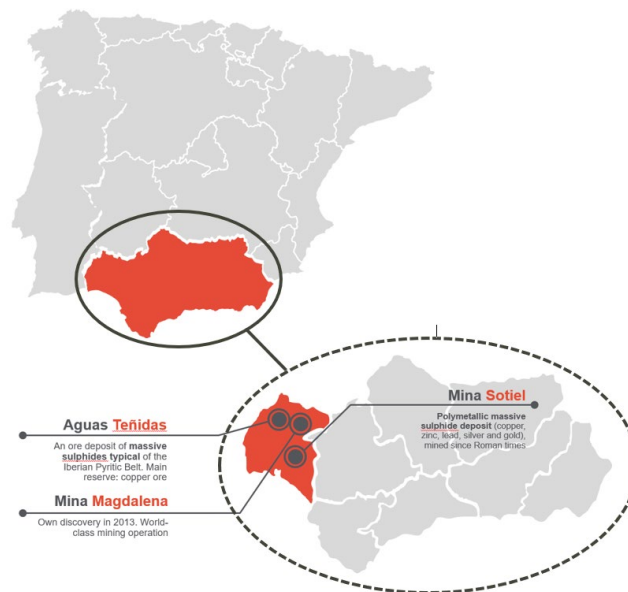 Mina Sotiel
Polymetallic massive
sulphide deposit (copper,
zinc, lead, silver and gold),
mined since Roman times
Aguas Teñidas
An ore deposit of massive
sulphides typical of the
Iberian Pyritic Belt. Main
reserve: copper ore
Mina Magdalena
Own discovery in 2013. World-
class mining operation